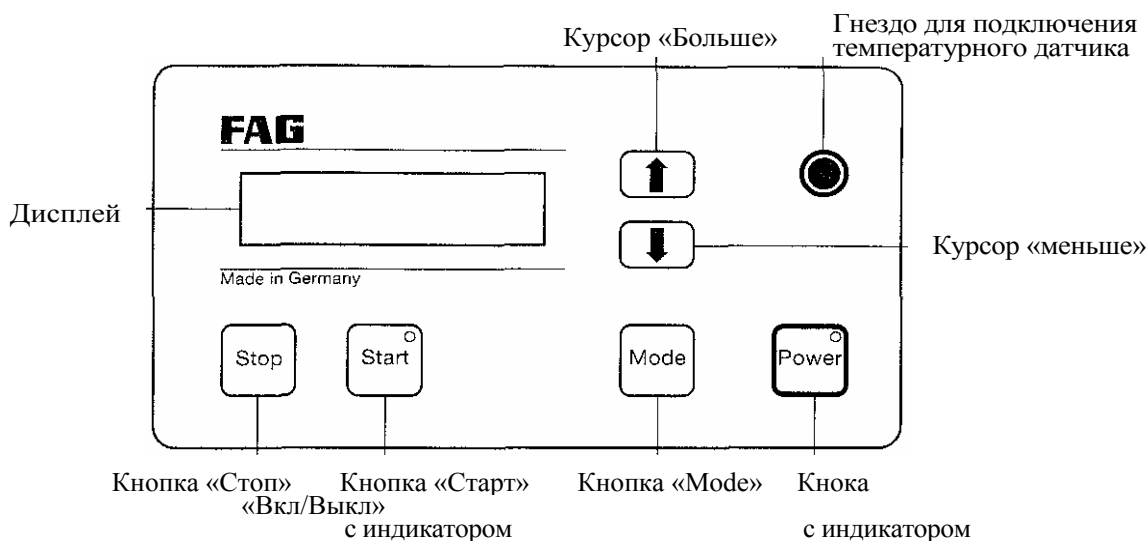 Курсор «Больше»
Гнездо для подключения
температурного датчика
FAG
Дисплей
Курсор «меньше»
Made in Germany
Stop
Start
Mode
Power
Кнопка «Стоп»
Кнопка «Старт»
Кнопка «Mode»
Кнока
«Вкл/Выкл»
с индикатором
с индикатором